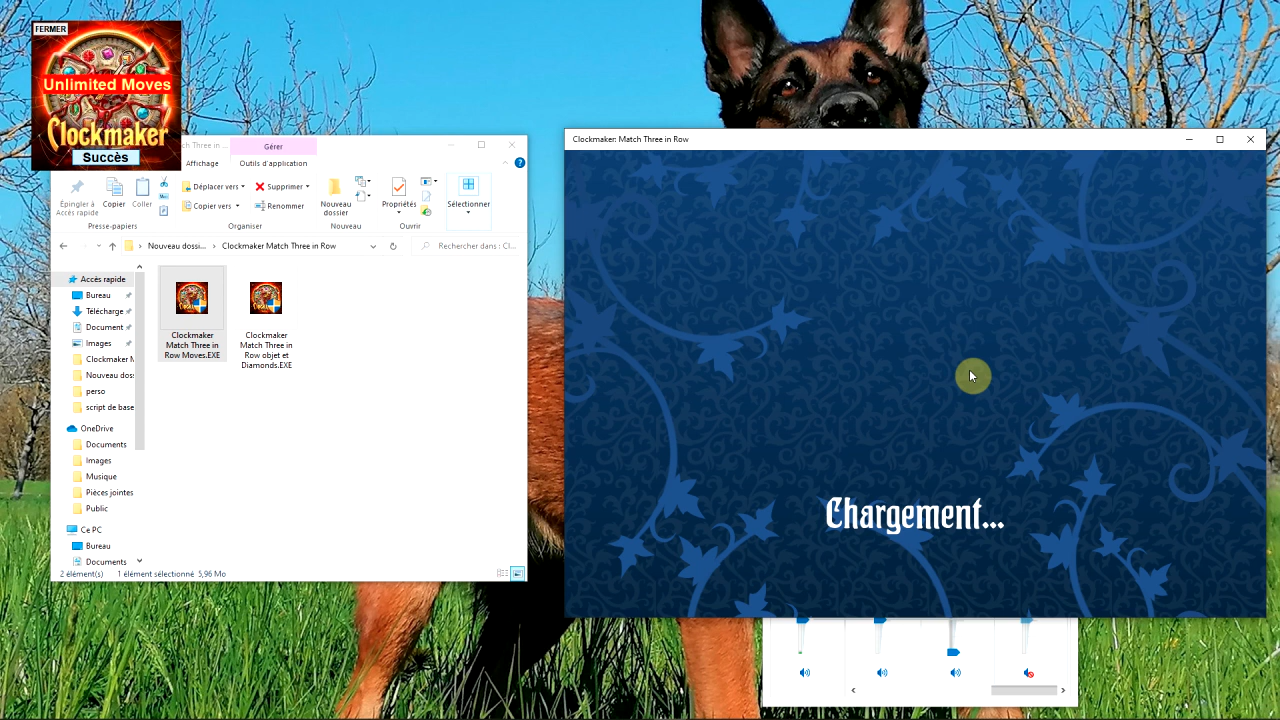 FERMER
Unlimited Moves
Clockmaker
Succès
ch Three in ...
Gérer
Affichage
Outils d'application
Épingler à
Accès rapide
Copier
Coller
Déplacer vers
Copier vers
Supprimer
Renommer
Nouveau
dossier
Propriétés
Sélectionner
Presse-papiers
Organiser
Nouveau
Ouvrir
Nouveau dossi... > Clockmaker Match Three in Row
Rechercher dans : Cl...
Accès rapide
Bureau
Télécharge
Document
Images
Clockmaker M
Nouveau dos
perso
script de base
OneDrive
Documents
Images
Musique
Pièces jointes
Public
Ce PC
Bureau
Documents
Clockmaker
Match Three in
Row Moves.EXE
Clockmaker
Match Three in
Row objet et
Diamonds.EXE
2 élément(s)
1 élément sélectionné 5,96 Mo
Clockmaker: Match Three in Row
Chargement...